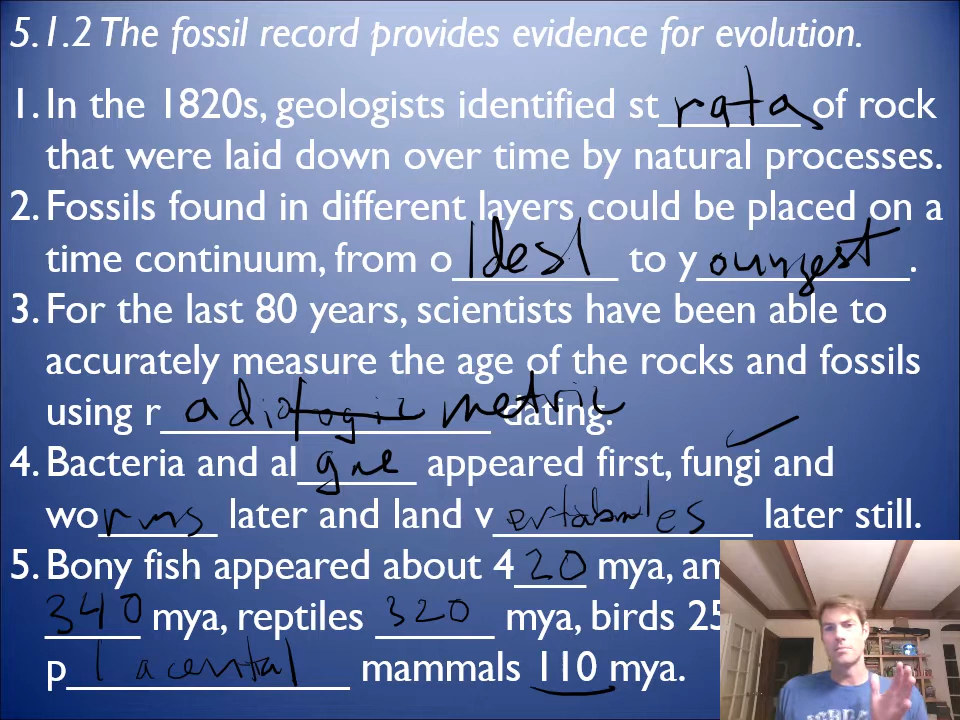 5.1.2 The fossil record provides evidence for evolution.
1. In the 1820s, geologists identified strata of rock
that were laid down over time by natural processes.
2. Fossils found in different layers could be placed on a
time continuum, from oldest to youngest.
3. For the last 80 years, scientists have been able to
accurately measure the age of the rocks and fossils
using radiologic metric dating.
4. Bacteria and algae appeared first, fungi and
worms later and land vertabrates later still.
5. Bony fish appeared about 420 mya, am
340 mya, reptiles 320 mya, birds 25
placental mammals 110 mya.